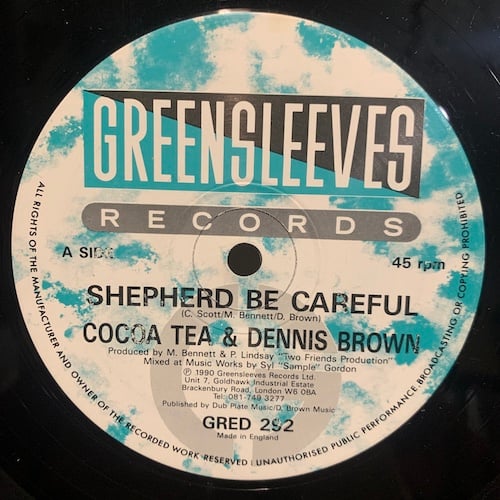 GREENSLEEVES
RECORDS
A SIDE
45 rpm
SHEPHERD BE CAREFUL
(C. Scott/M. Bennett/D. Brown)
COCOA TEA & DENNIS BROWN
Produced by M. Bennett & P. Lindsay "Two Friends Production"
Mixed at Music Works by Syl "Sample" Gordon
℗ 1990 Greensleeves Records Ltd.
Unit 7, Goldhawk Industrial Estate
Brackenbury Road, London W6 0BA
Tel: 081-749 3277
Published by Dub Plate Music/D. Brown Music
GRED 292
Made in England
ALL RIGHTS OF THE MANUFACTURER AND OWNER OF THE RECORDED WORK RESERVED UNAUTHORISED PUBLIC PERFORMANCE BROADCASTING OR COPYING PROHIBITED